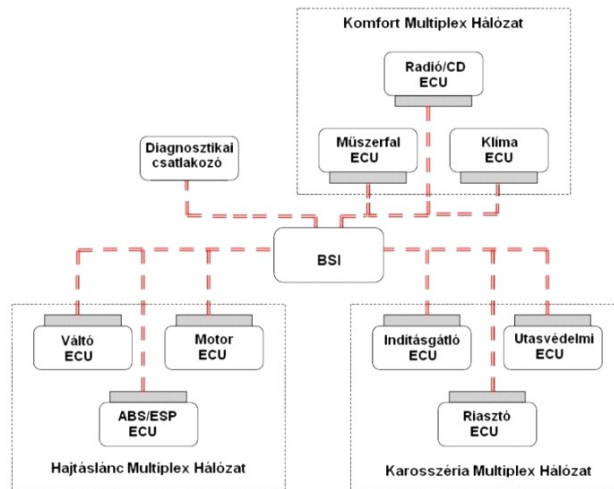 Komfort Multiplex Hálózat
Radió/CD
ECU
Műszerfal
ECU
Klíma
ECU
Diagnosztikai
csatlakozó
BSI
Váltó
ECU
Motor
ECU
ABS/ESP
ECU
Hajtáslánc Multiplex Hálózat
Indításgátló
ECU
Utasvédelmi
ECU
Riasztó
ECU
Karosszéria Multiplex Hálózat